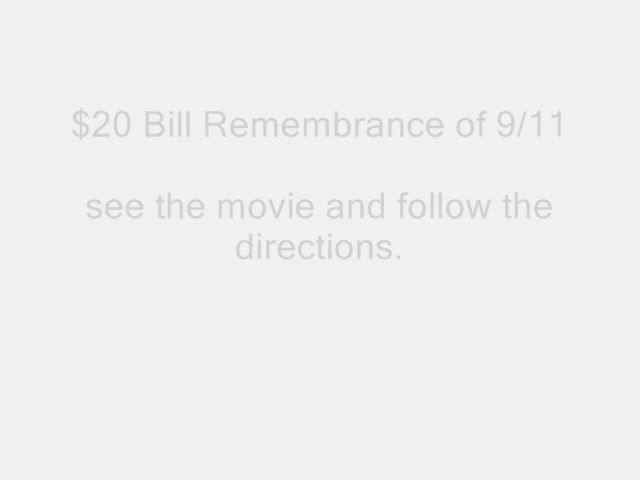 $20 Bill Remembrance of 9/11
see the movie and follow the
directions.